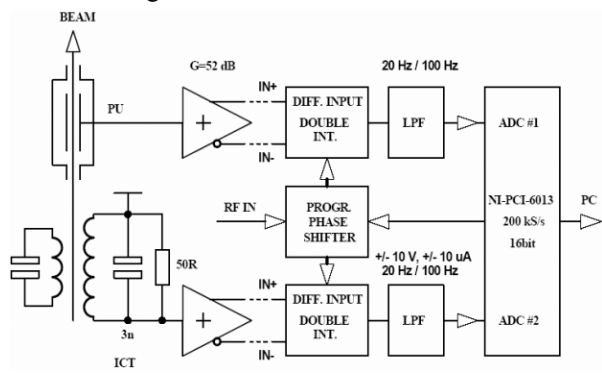 BEAM
G=52 dB
20 Hz / 100 Hz
PU
IN+
IN-
DIFF. INPUT
DOUBLE
INT.
LPF
ADC #1
RF IN
PROGR.
PHASE
SHIFTER
NI-PCI-6013
200 kS/s
16bit
PC
50R
+/- 10 V, +/- 10 uA
20 Hz / 100 Hz
IN+
IN-
DIFF. INPUT
DOUBLE
INT.
LPF
ADC #2
3n
ICT